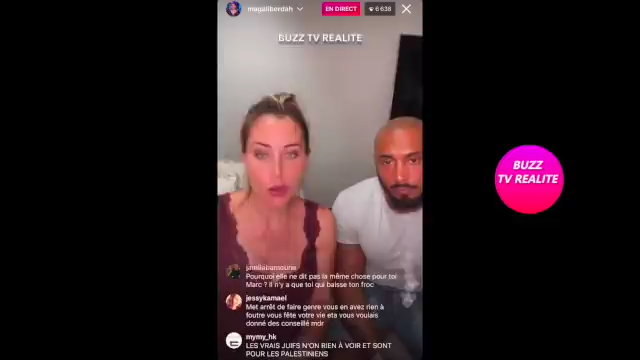 magaliberdah
EN DIRECT
6 638
BUZZ TV REALITE
BUZZ
TV REALITE
Pourquoi elle ne dit pas la même chose pour toi
Marc ? il n'y a que toi qui baisse ton froc
jessykamael
Met arrêt de faire genre vous en avez rien à
foutre vous fête votre vie eta vous voulais
donné des conseillé mdr
mymy_hk
LES VRAIS JUIFS N'ON RIEN À VOIR ET SONT
POUR LES PALESTINIENS